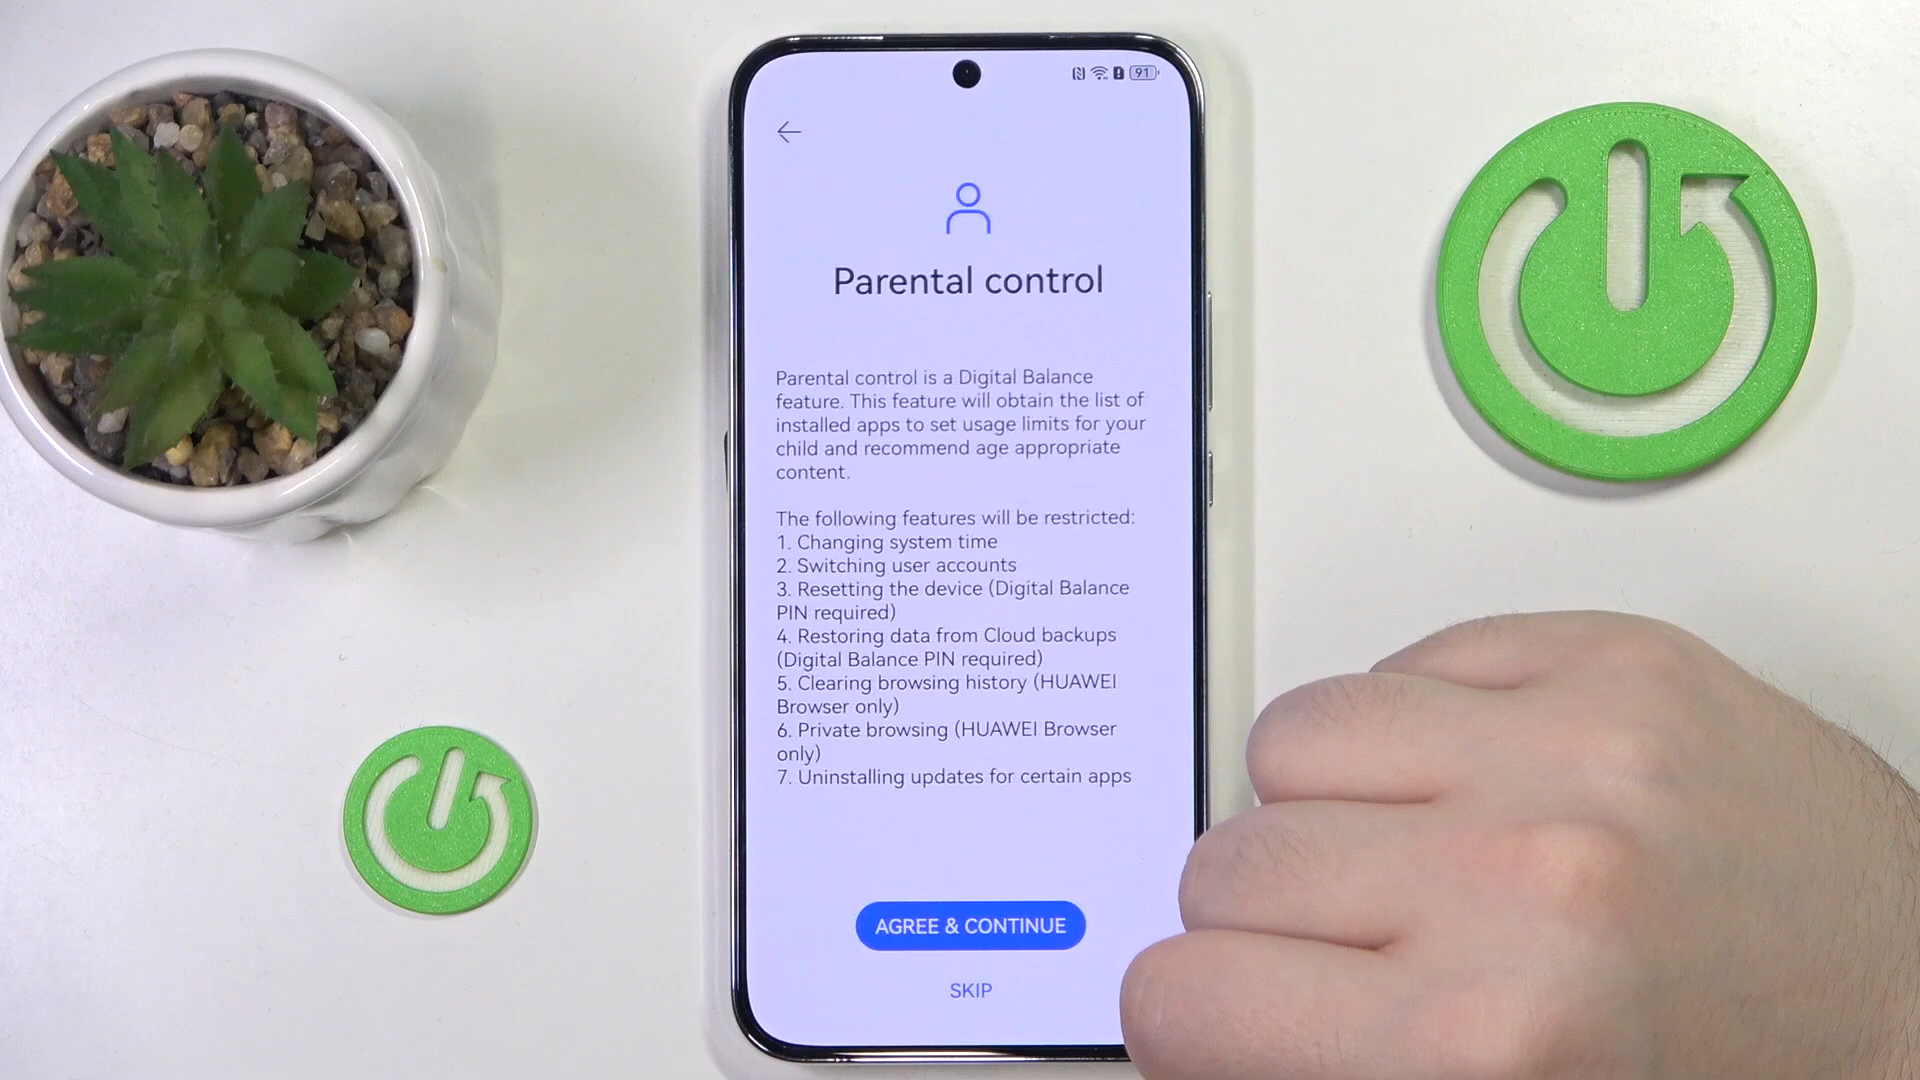 91
Parental control
Parental control is a Digital Balance
feature. This feature will obtain the list of
installed apps to set usage limits for your
child and recommend age appropriate
content.
The following features will be restricted:
1. Changing system time
2. Switching user accounts
3. Resetting the device (Digital Balance
PIN required)
4. Restoring data from Cloud backups
(Digital Balance PIN required)
5. Clearing browsing history (HUAWEI
Browser only)
6. Private browsing (HUAWEI Browser
only)
7. Uninstalling updates for certain apps
AGREE & CONTINUE
SKIP